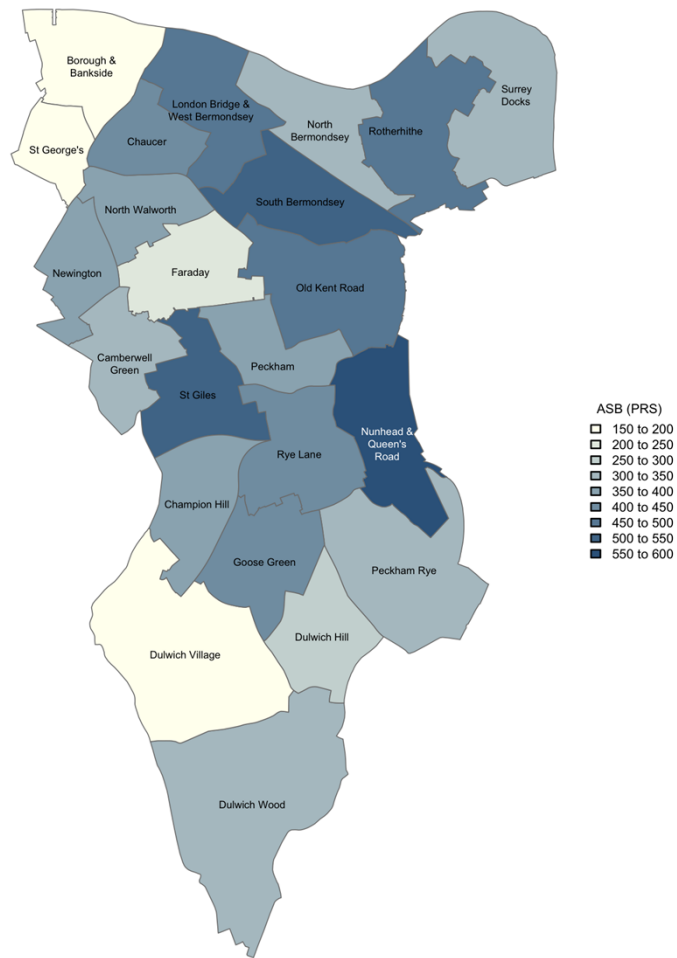 Borough &
Bankside
London Bridge &
West Bermondsey
Surrey
Docks
North
Bermondsey
Rotherhithe
Chaucer
St George's
North Walworth
South Bermondsey
Newington
Faraday
Old Kent Road
Camberwell
Green
Peckham
St Giles
Nunhead &
Queen's
Road
Rye Lane
Champion Hill
Goose Green
Peckham Rye
Dulwich Hill
Dulwich Village
Dulwich Wood
ASB (PRS)
150 to 200
200 to 250
250 to 300
300 to 350
350 to 400
400 to 450
450 to 500
500 to 550
550 to 600